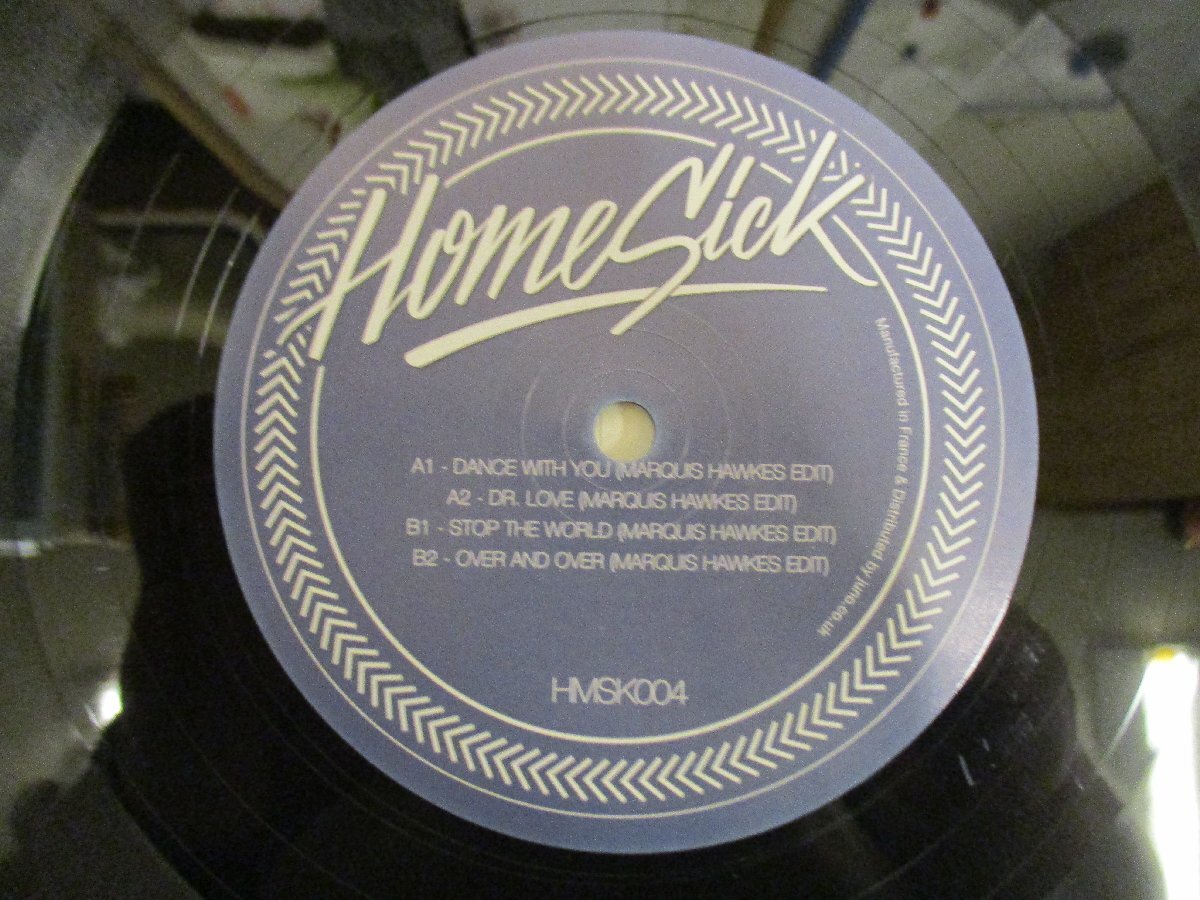 HomeSick
A1 - DANCE WITH YOU (MARQUIS HAWKES EDIT)
A2 - DR. LOVE (MARQUIS HAWKES EDIT)
B1 - STOP THE WORLD (MARQUIS HAWKES EDIT)
B2 - OVER AND OVER (MARQUIS HAWKES EDIT)
HMSK004
Manufactured in France & Distributed by juno.co.uk